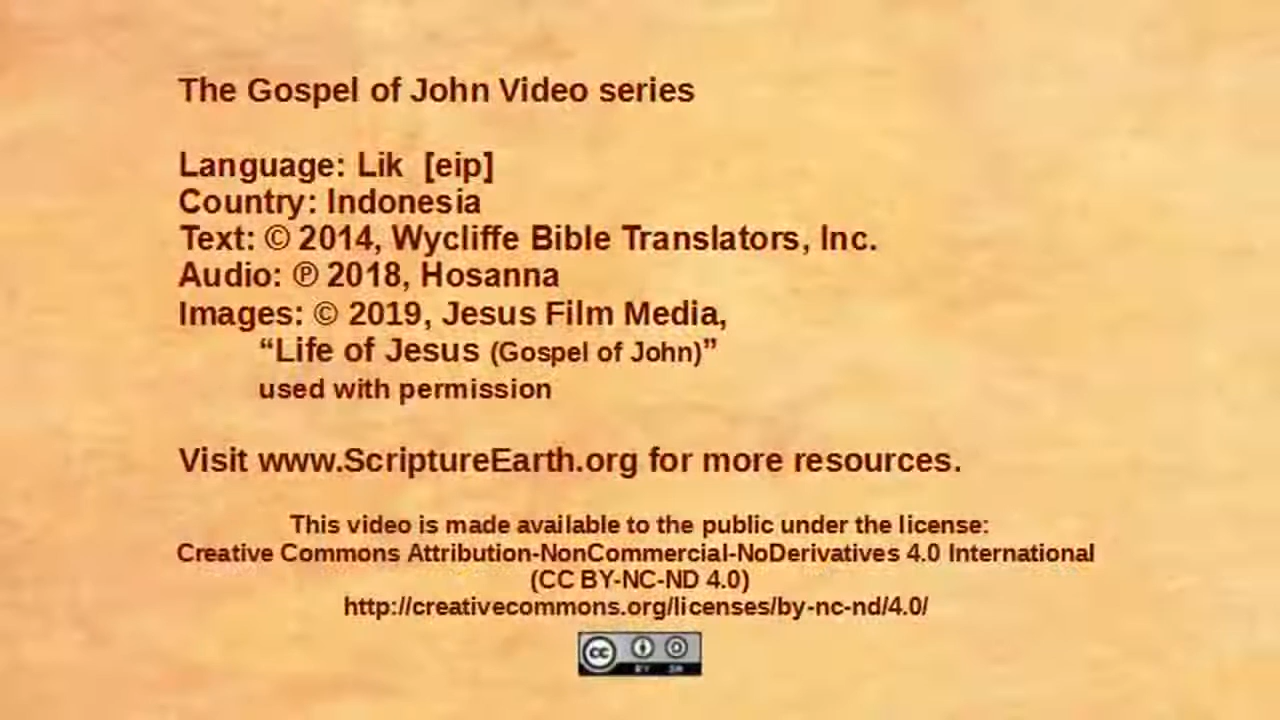 The Gospel of John Video series
Language: Lik [eip]
Country: Indonesia
Text: © 2014, Wycliffe Bible Translators, Inc.
Audio: ℗ 2018, Hosanna
Images: © 2019, Jesus Film Media,
“Life of Jesus (Gospel of John)”
used with permission
Visit www.ScriptureEarth.org for more resources.
This video is made available to the public under the license:
Creative Commons Attribution-NonCommercial-NoDerivatives 4.0 International
(CC BY-NC-ND 4.0)
http://creativecommons.org/licenses/by-nc-nd/4.0/
cc
BY SA